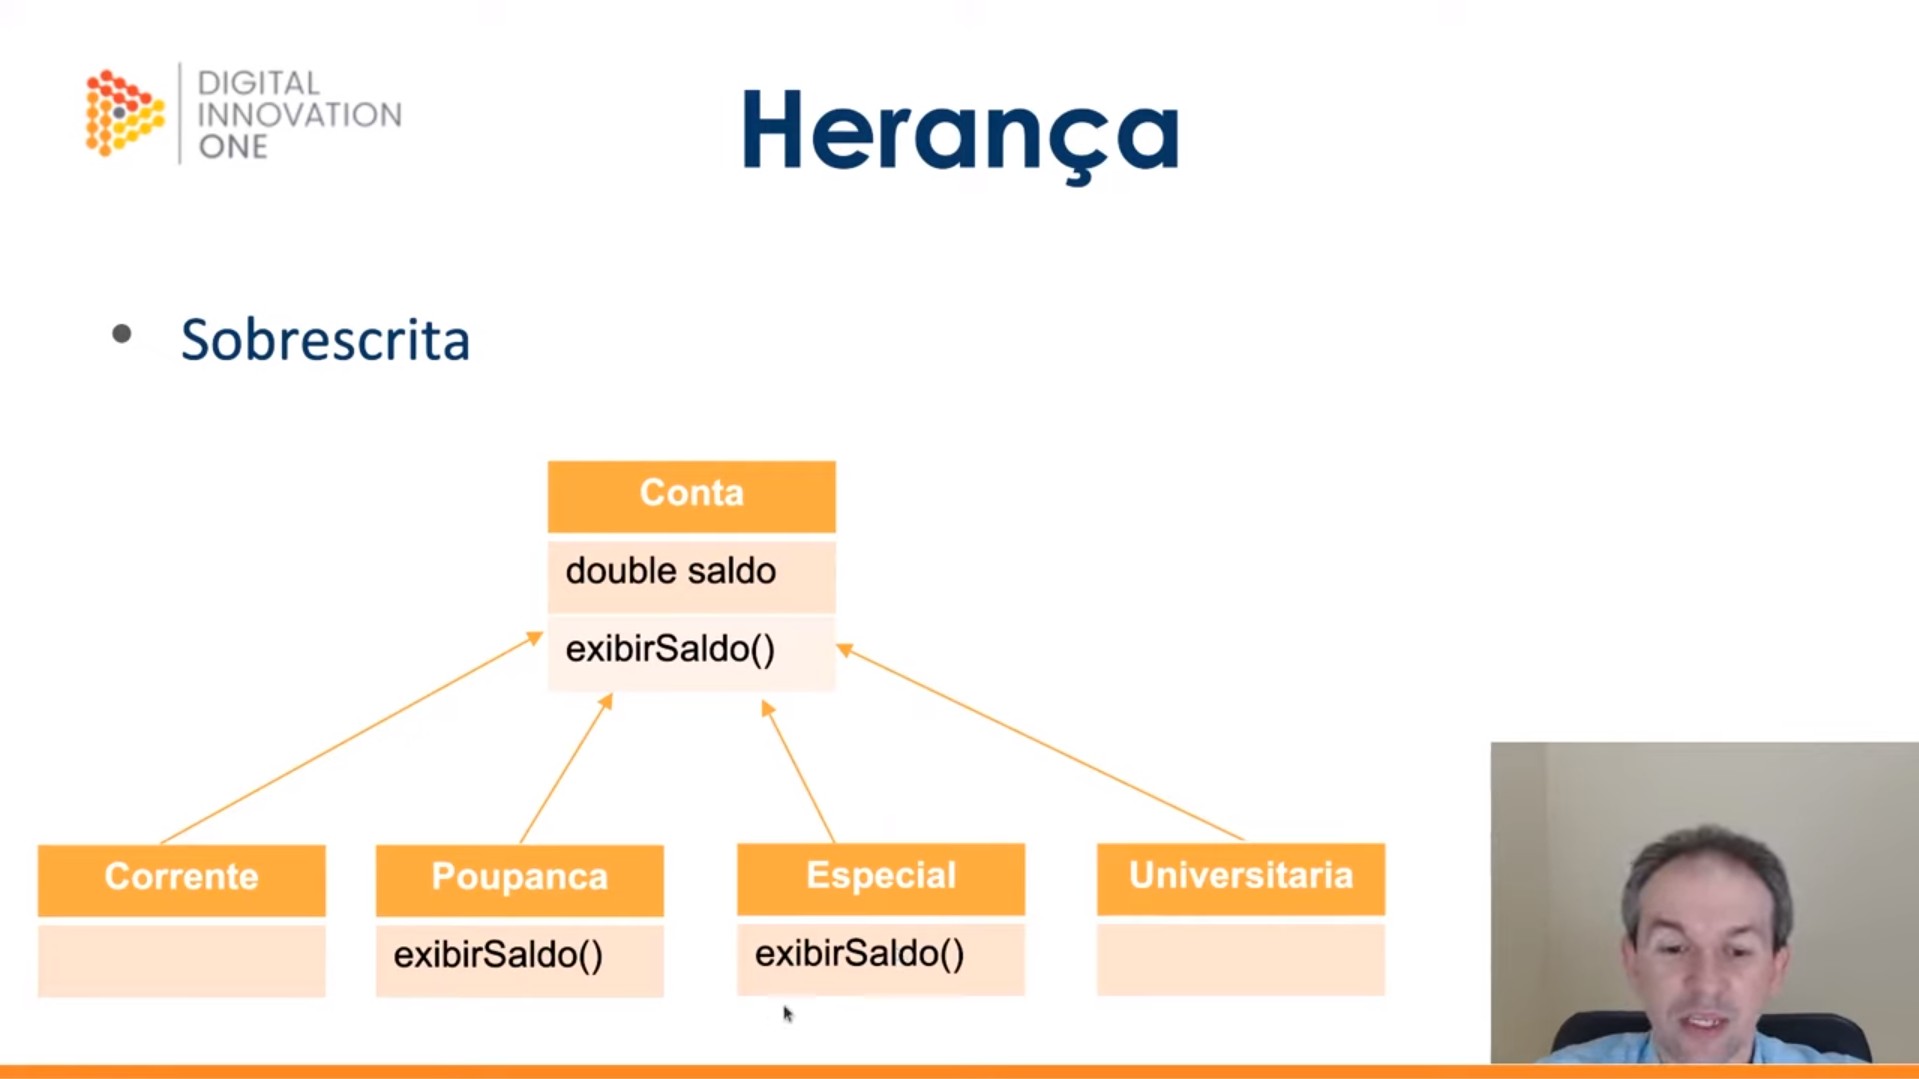 DIGITAL
INNOVATION
ONE
Herança
• Sobrescrita
Conta
double saldo
exibirSaldo()
Corrente
Poupanca
Especial
Universitaria
exibirSaldo()
exibirSaldo()